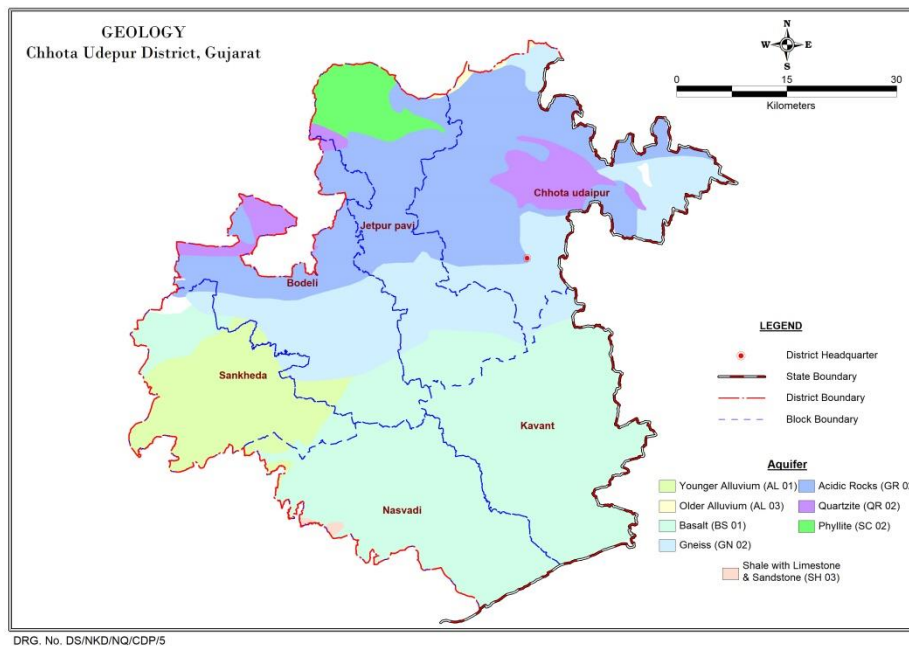 GEOLOGY
Chhota Udepur District, Gujarat
N
W E
S
0 15 30
Kilometers
Chhota udaipur
Jetpur pavi
Bodeli
Sankheda
Kavant
Nasvadi
LEGEND
District Headquarter
State Boundary
District Boundary
Block Boundary
Aquifer
Younger Alluvium (AL 01)
Older Alluvium (AL 03)
Basalt (BS 01)
Gneiss (GN 02)
Acidic Rocks (GR 0
Quartzite (QR 02)
Phyllite (SC 02)
Shale with Limestone
& Sandstone (SH 03)
DRG. No. DS/NKD/NQ/CDP/5